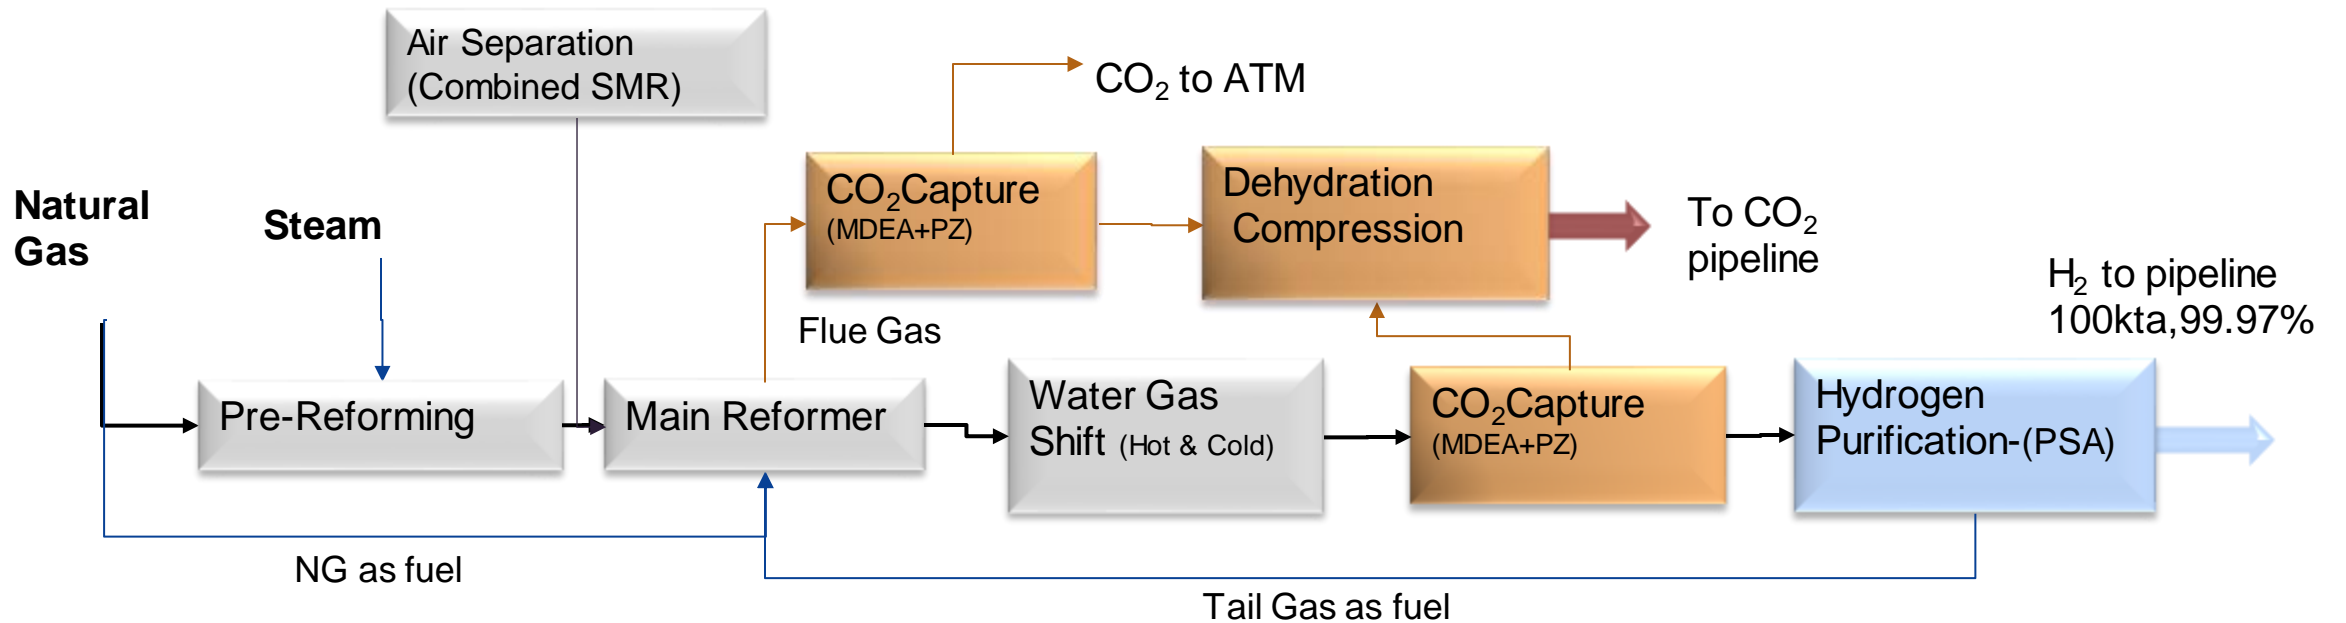 Air Separation
(Combined SMR)
CO₂ to ATM
Natural
Gas
Steam
CO₂Capture
(MDEA+PZ)
Dehydration
Compression
To CO₂
pipeline
H₂ to pipeline
100kta,99.97%
Flue Gas
Pre-Reforming
Main Reformer
Water Gas
Shift (Hot & Cold)
CO₂Capture
(MDEA+PZ)
Hydrogen
Purification-(PSA)
NG as fuel
Tail Gas as fuel